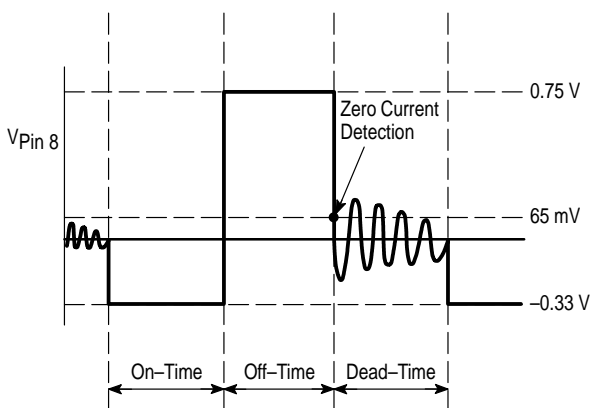 0.75 V
Zero Current
Detection
VPin 8
65 mV
–0.33 V
On–Time
Off–Time
Dead–Time